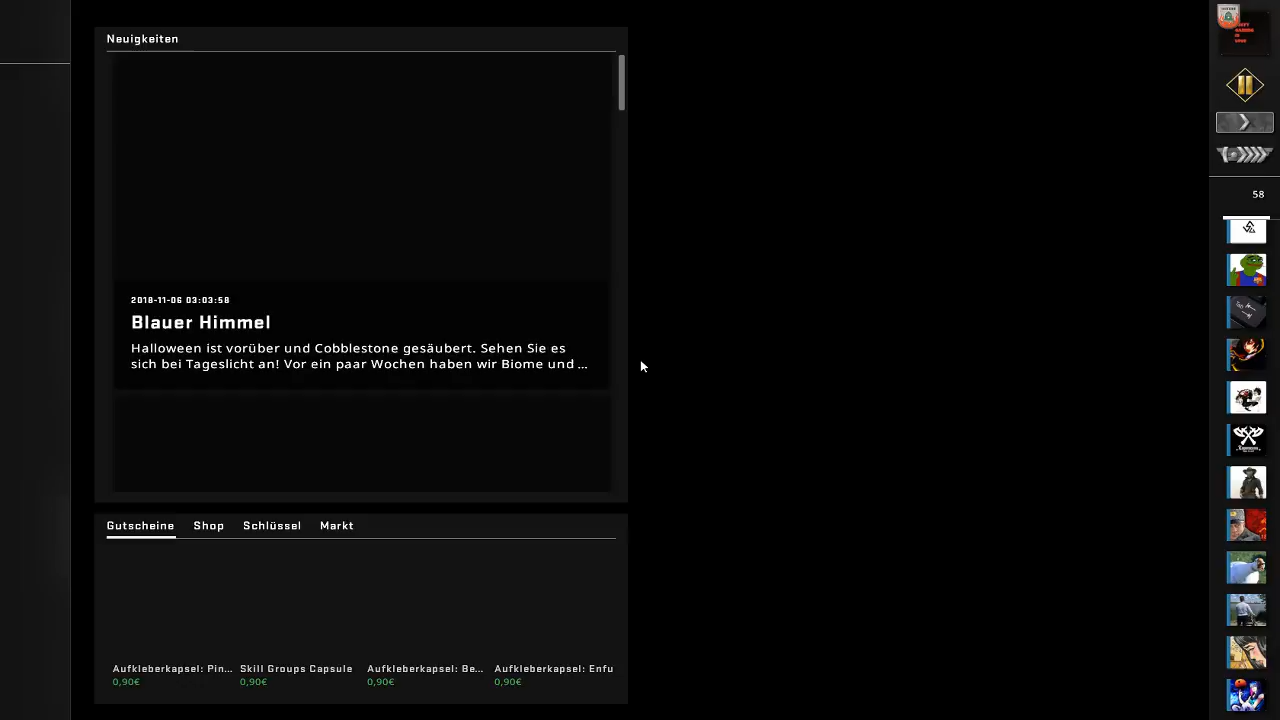 Neuigkeiten
2018-11-06 03:03:58
Blauer Himmel
Halloween ist vorüber und Cobblestone gesäubert. Sehen Sie es
sich bei Tageslicht an! Vor ein paar Wochen haben wir Biome und ...
Gutscheine Shop Schlüssel Markt
Aufkleberkapsel: Pin... Skill Groups Capsule Aufkleberkapsel: Be... Aufkleberkapsel: Enfu
0,90€ 0,90€ 0,90€ 0,90€
58